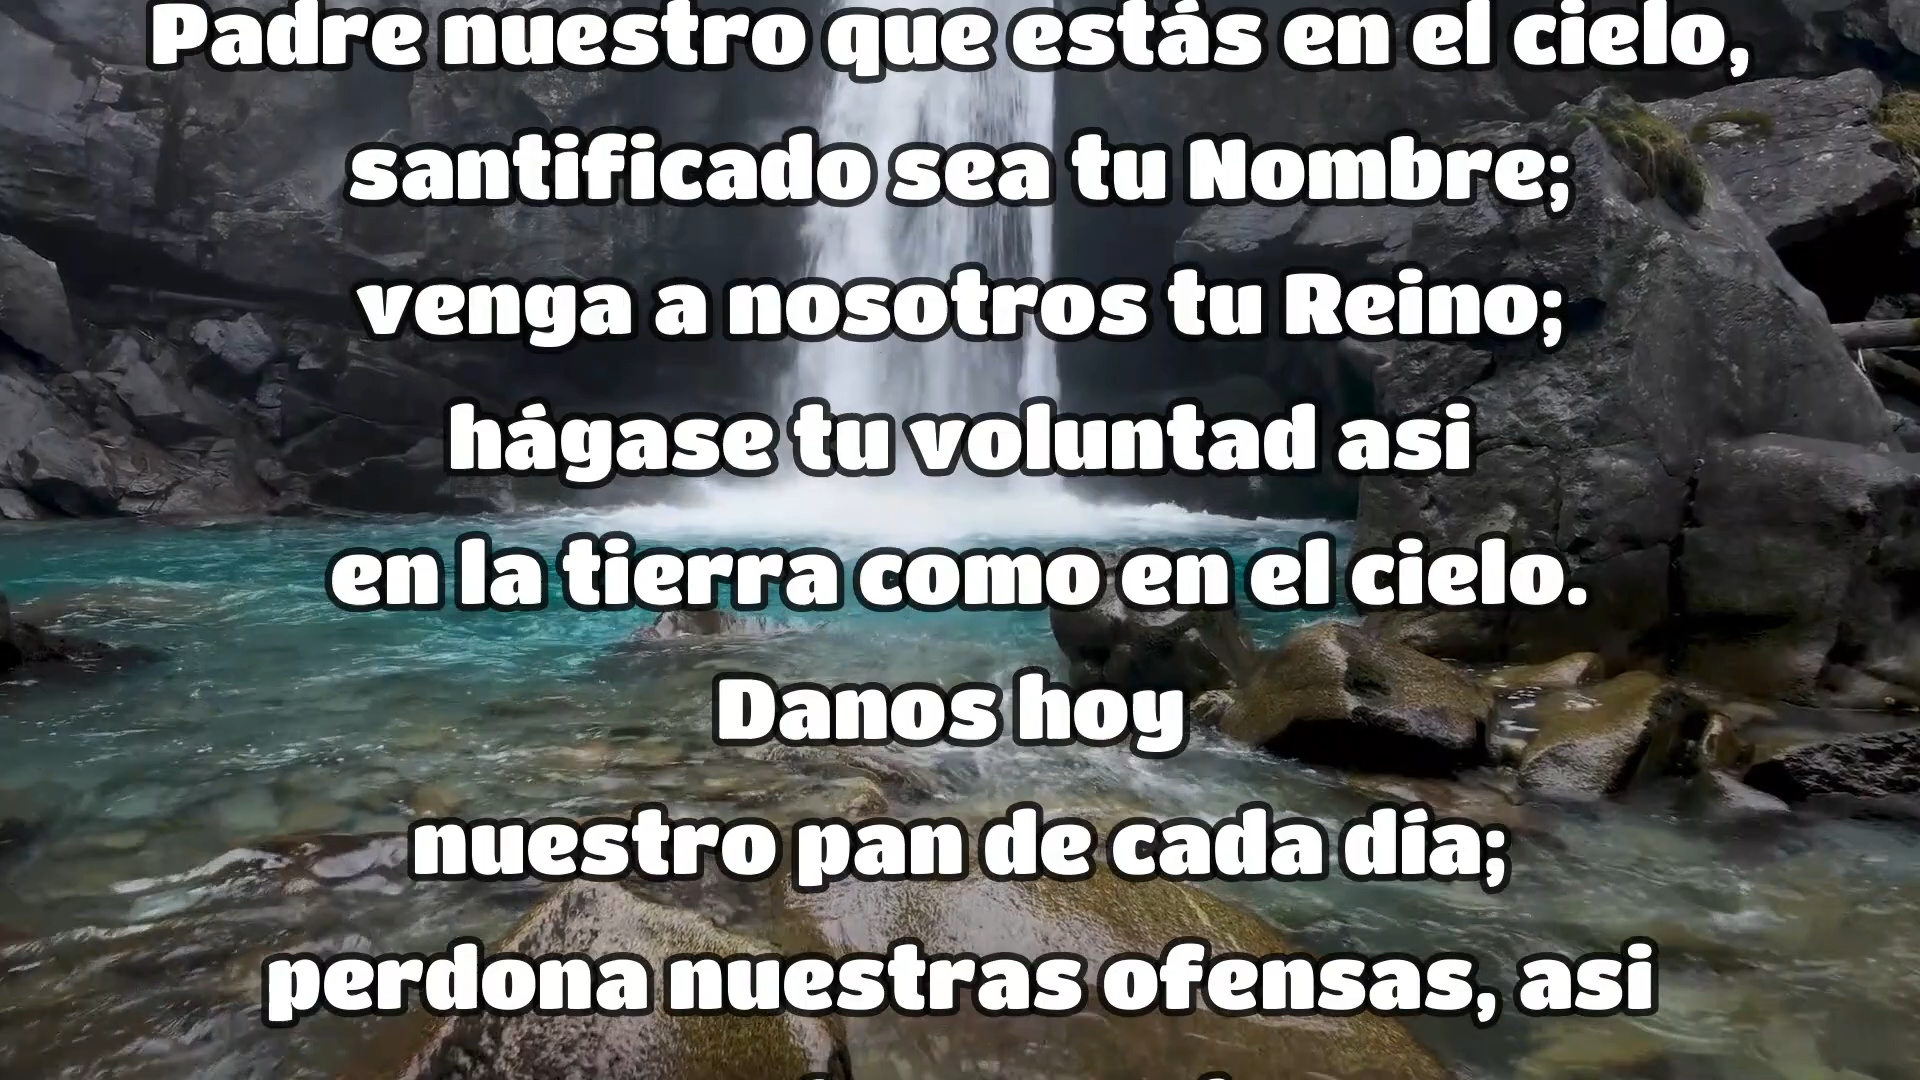 Padre nuestro que estás en el cielo,
santificado sea tu Nombre;
venga a nosotros tu Reino;
hágase tu voluntad asi
en la tierra como en el cielo.
Danos hoy
nuestro pan de cada día;
perdona nuestras ofensas, asi